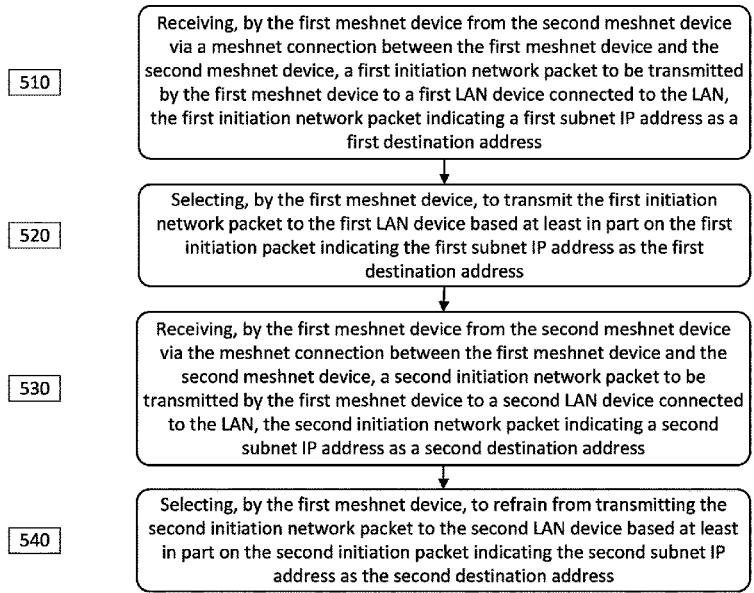 510
Receiving, by the first meshnet device from the second meshnet device
via a meshnet connection between the first meshnet device and the
second meshnet device, a first initiation network packet to be transmitted
by the first meshnet device to a first LAN device connected to the LAN,
the first initiation network packet indicating a first subnet IP address as a
first destination address
520
Selecting, by the first meshnet device, to transmit the first initiation
network packet to the first LAN device based at least in part on the first
initiation packet indicating the first subnet IP address as the first
destination address
530
Receiving, by the first meshnet device from the second meshnet device
via the meshnet connection between the first meshnet device and the
second meshnet device, a second initiation network packet to be
transmitted by the first meshnet device to a second LAN device connected
to the LAN, the second initiation network packet indicating a second
subnet IP address as a second destination address
540
Selecting, by the first meshnet device, to refrain from transmitting the
second initiation network packet to the second LAN device based at least
in part on the second initiation packet indicating the second subnet IP
address as the second destination address